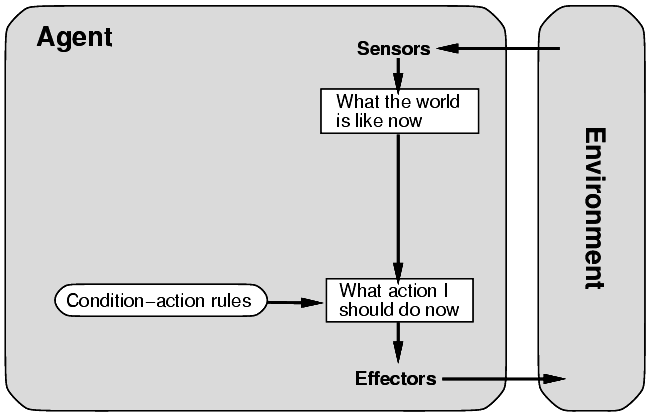 Agent
Sensors
What the world
is like now
Condition−action rules
What action I
should do now
Effectors
Environment